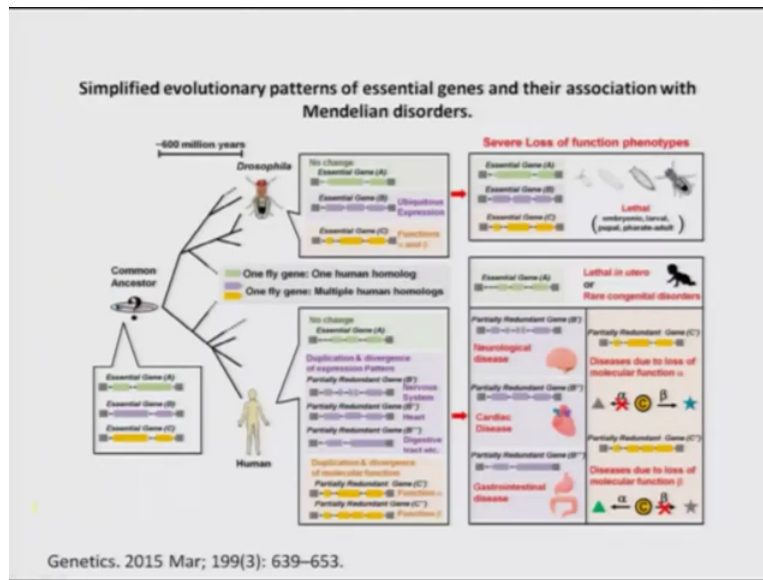 Simplified evolutionary patterns of essential genes and their association with
Mendelian disorders.
~600 million years
Drosophila
No change
Essential Gene (A)
Essential Gene (B)
Ubiquitous
Expression
Essential Gene (C)
Functions
α and β
Severe Loss of function phenotypes
Essential Gene (A)
Essential Gene (B)
Essential Gene (C)
Lethal
(embryonic, larval,
pupal, pharate-adult)
Common
Ancestor
?
Essential Gene (A)
Essential Gene (B)
Essential Gene (C)
One fly gene: One human homolog
One fly gene: Multiple human homologs
Human
No change
Essential Gene (A)
Duplication & divergence
of expression Pattern
Partially Redundant Gene (B')
Nervous
System
Partially Redundant Gene (B'')
Heart
Partially Redundant Gene (B''')
Digestive
tract etc.
Duplication & divergence
of molecular function
Partially Redundant Gene (C')
Function α
Partially Redundant Gene (C'')
Function β
Essential Gene (A)
Lethal in utero
or
Rare congenital disorders
Partially Redundant Gene (B')
Neurological
disease
Partially Redundant Gene (B'')
Cardiac
Disease
Partially Redundant Gene (B''')
Gastrointestinal
disease
Partially Redundant Gene (C')
Diseases due to loss of
molecular function α
α C β
Partially Redundant Gene (C'')
Diseases due to loss of
molecular function β
α C β
Genetics. 2015 Mar; 199(3): 639–653.